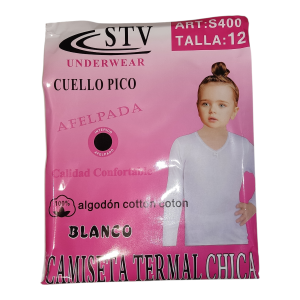 STV
UNDERWEAR
ART:S400
TALLA:12
CUELLO PICO
AFELPADA
Calidad Confortable
100%
algodón cotton coton
BLANCO
CAMISETA TERMAL CHICA